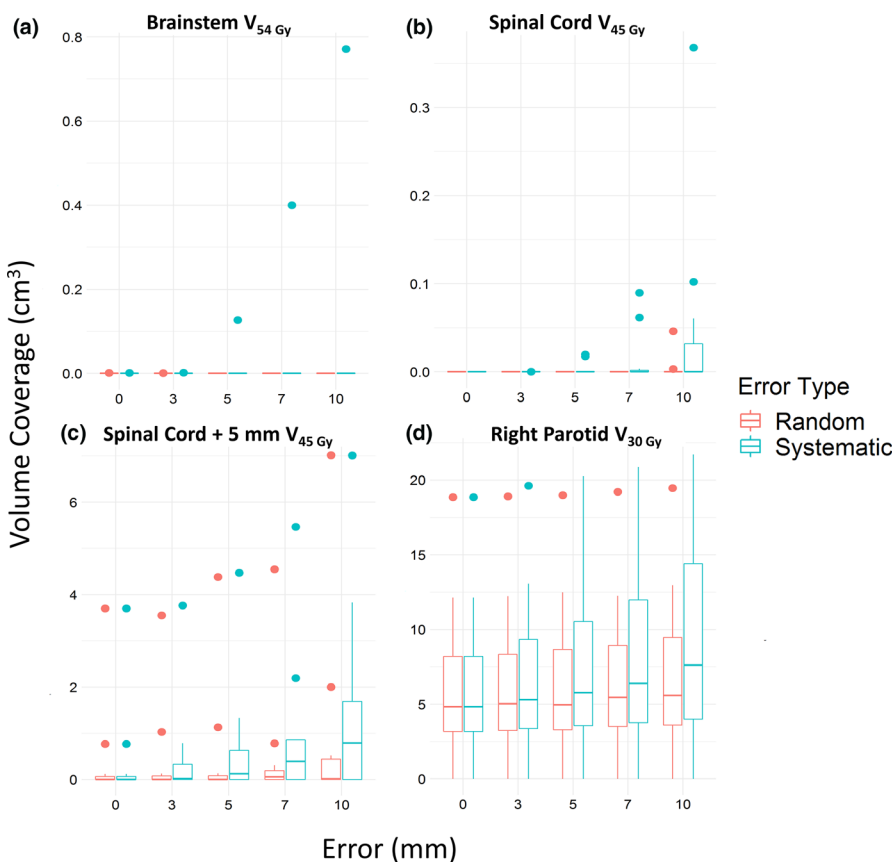 (a) Brainstem V54 Gy
0.8
0.6
0.4
0.2
0.0
0 3 5 7 10
(b) Spinal Cord V45 Gy
0.3
0.2
0.1
0.0
0 3 5 7 10
Volume Coverage (cm3)
(c) Spinal Cord + 5 mm V45 Gy
6
4
2
0
0 3 5 7 10
(d) Right Parotid V30 Gy
20
15
10
5
0
0 3 5 7 10
Error (mm)
Error Type
Random
Systematic